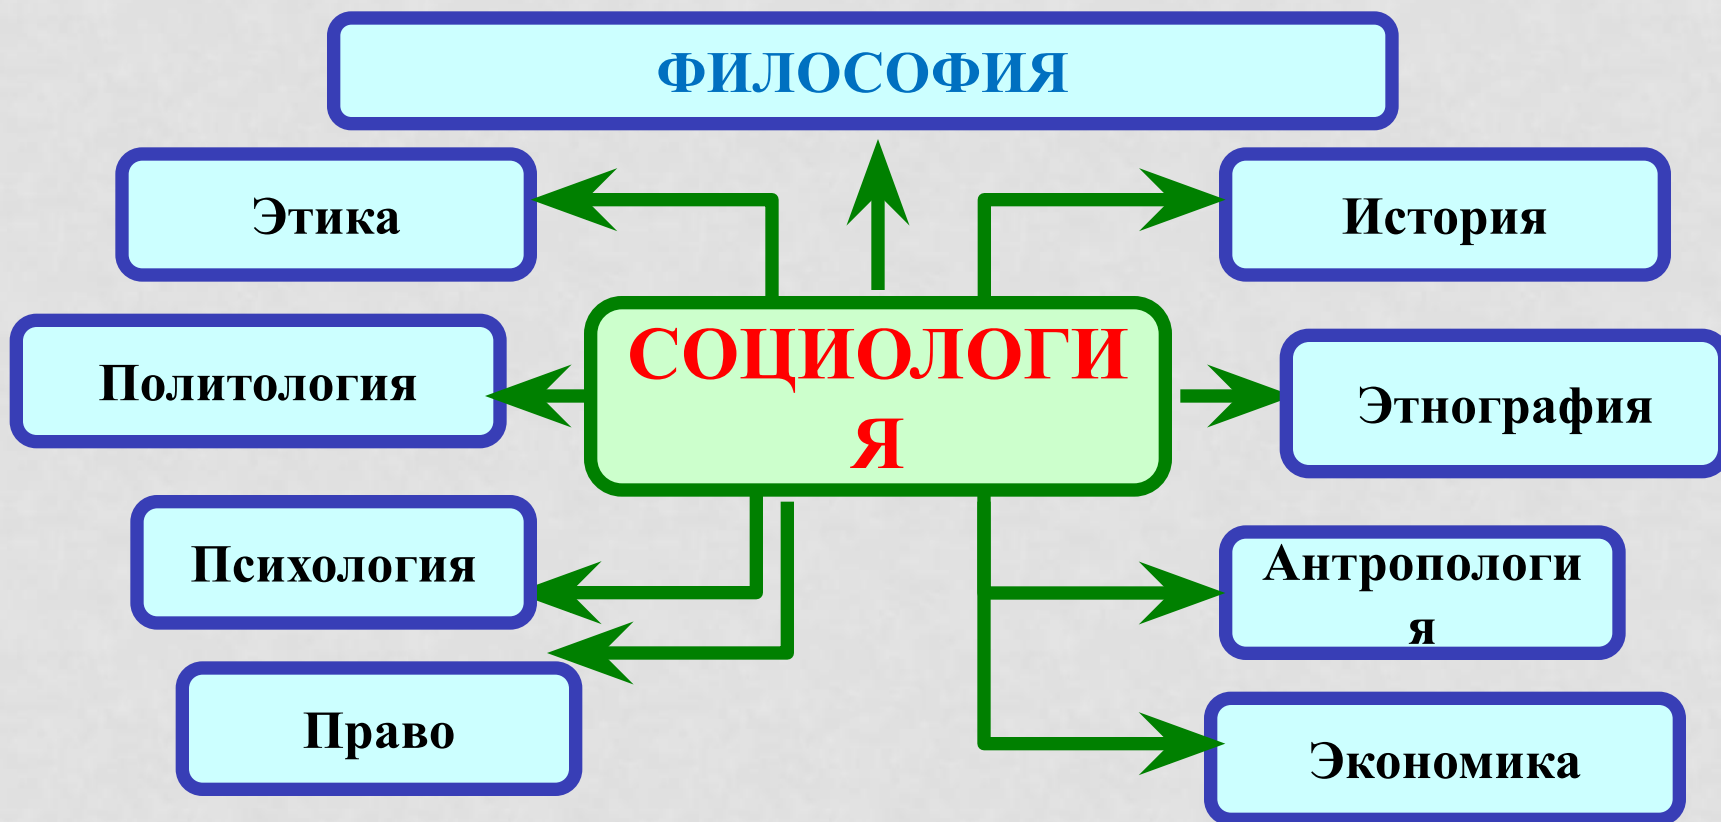 ФИЛОСОФИЯ
Этика
История
СОЦИОЛОГИ
Я
Политология
Этнография
Психология
Антропологи
я
Право
Экономика